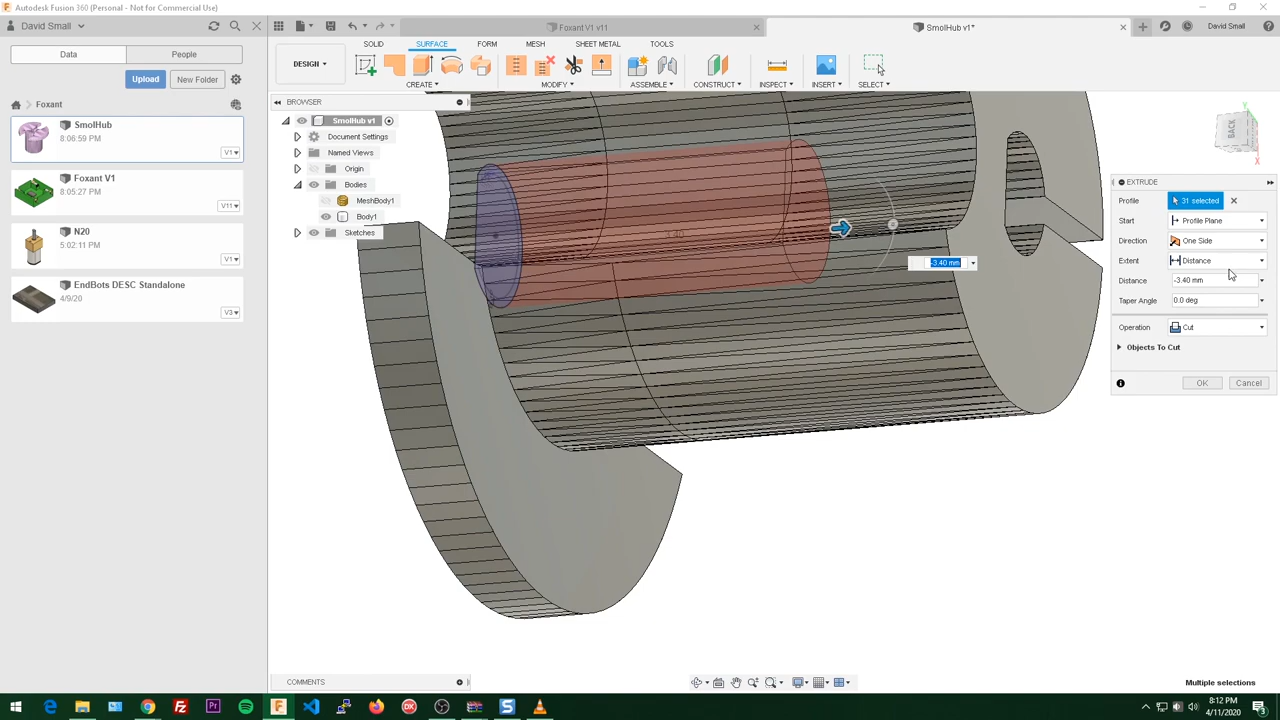 Autodesk Fusion 360 (Personal - Not for Commercial Use)
David Small
Foxant V1 v11
SmolHub v1*
David Small
Data
People
Upload
New Folder
Foxant
SmolHub
8:06:59 PM
V1
Foxant V1
8:05:27 PM
V11
N20
5:02:11 PM
V2
EndBots DESC Standalone
4/9/20
V3
DESIGN
SOLID
SURFACE
FORM
MESH
SHEET METAL
TOOLS
CREATE
MODIFY
ASSEMBLE
CONSTRUCT
INSPECT
INSERT
SELECT
BROWSER
SmolHub v1
Document Settings
Named Views
Origin
Bodies
MeshBody1
Body1
Sketches
-3.40 mm
BACK
EXTRUDE
Profile
31 selected
Start
Profile Plane
Direction
One Side
Extent
Distance
Distance
-3.40 mm
Taper Angle
0.0 deg
Operation
Cut
Objects To Cut
OK
Cancel
COMMENTS
Multiple selections
8:12 PM
4/11/2020